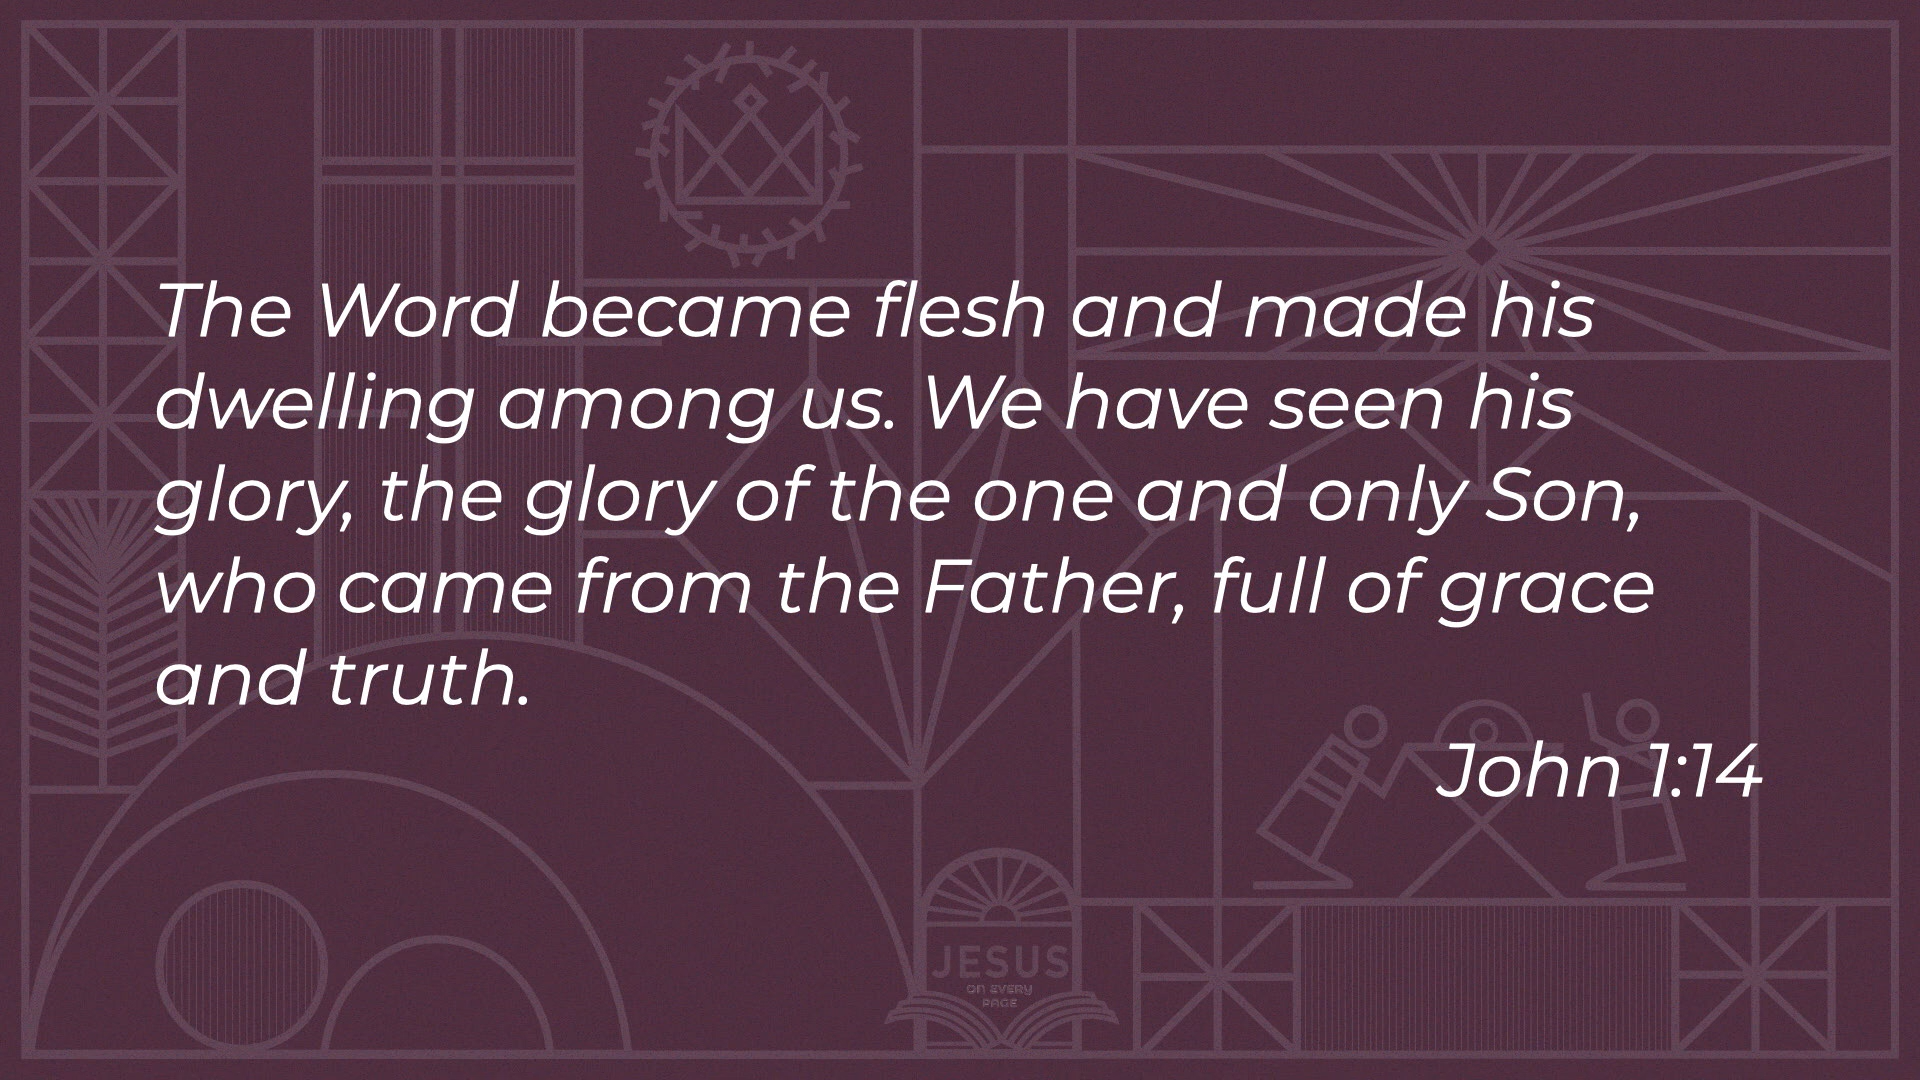 The Word became flesh and made his
dwelling among us. We have seen his
glory, the glory of the one and only Son,
who came from the Father, full of grace
and truth.
John 1:14
JESUS
ON EVERY
PAGE